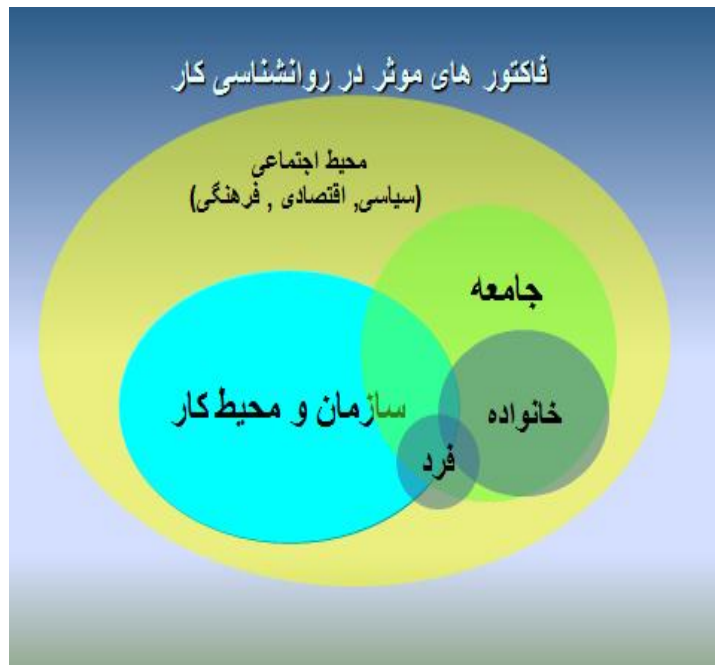 فاکتور های موثر در روانشناسی کار
محیط اجتماعی
(سیاسی, اقتصادی , فرهنگی)
جامعه
سازمان و محیط کار
خانواده
فرد